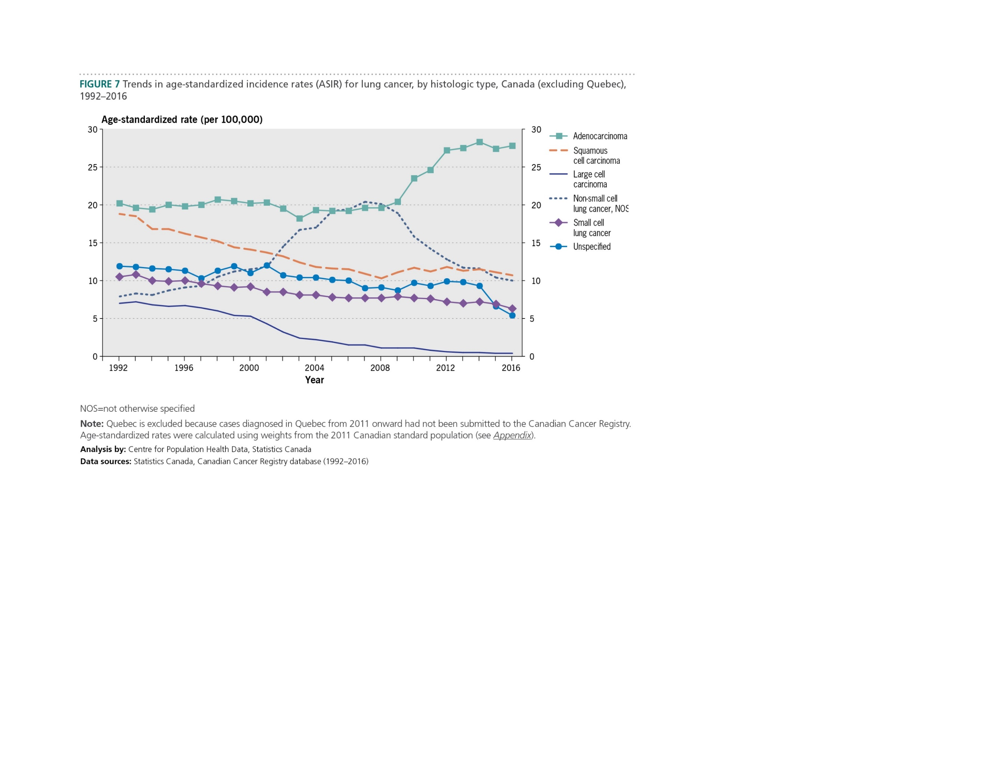 FIGURE 7 Trends in age-standardized incidence rates (ASIR) for lung cancer, by histologic type, Canada (excluding Quebec),
1992–2016
Age-standardized rate (per 100,000)
30
25
20
15
10
5
0
30
25
20
15
10
5
0
1992 1996 2000 2004 2008 2012 2016
Year
Adenocarcinoma
Squamous
cell carcinoma
Large cell
carcinoma
Non-small cell
lung cancer, NOS
Small cell
lung cancer
Unspecified
NOS=not otherwise specified
Note: Quebec is excluded because cases diagnosed in Quebec from 2011 onward had not been submitted to the Canadian Cancer Registry.
Age-standardized rates were calculated using weights from the 2011 Canadian standard population (see Appendix).
Analysis by: Centre for Population Health Data, Statistics Canada
Data sources: Statistics Canada, Canadian Cancer Registry database (1992–2016)